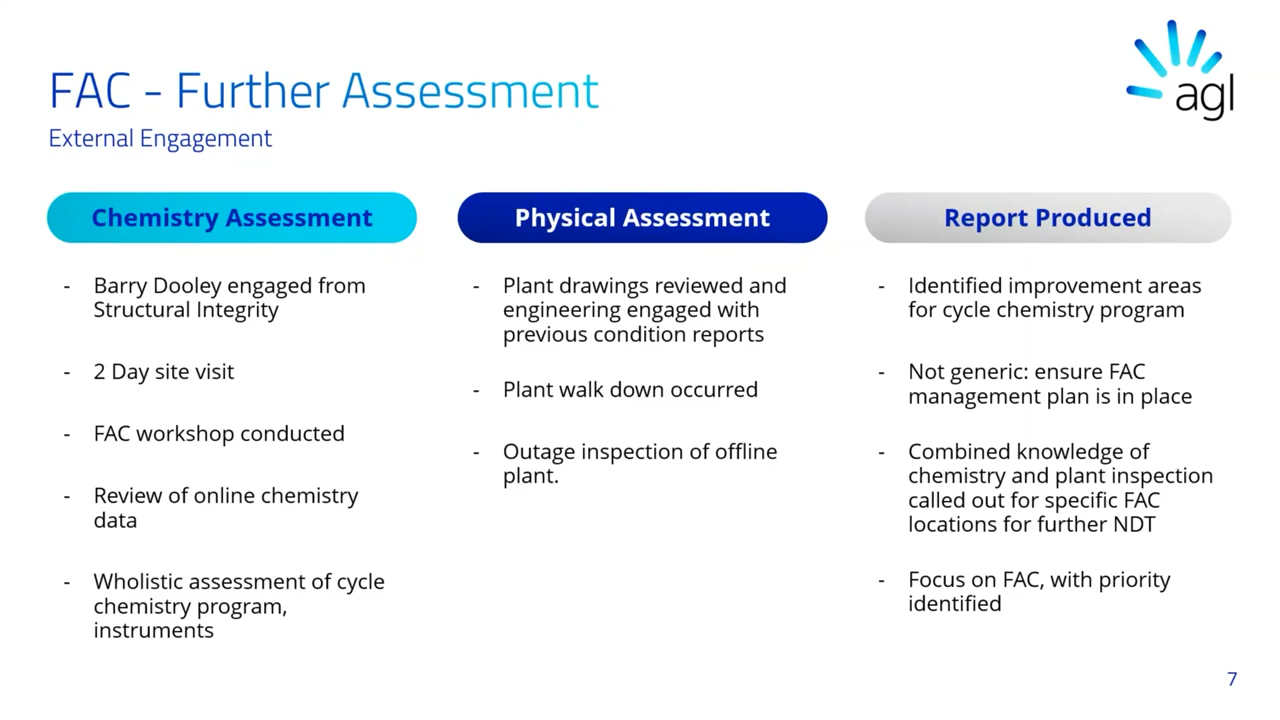 agl
FAC - Further Assessment
External Engagement
Chemistry Assessment
- Barry Dooley engaged from
Structural Integrity
- 2 Day site visit
- FAC workshop conducted
- Review of online chemistry
data
- Wholistic assessment of cycle
chemistry program,
instruments
Physical Assessment
- Plant drawings reviewed and
engineering engaged with
previous condition reports
- Plant walk down occurred
- Outage inspection of offline
plant.
Report Produced
- Identified improvement areas
for cycle chemistry program
- Not generic: ensure FAC
management plan is in place
- Combined knowledge of
chemistry and plant inspection
called out for specific FAC
locations for further NDT
- Focus on FAC, with priority
identified
7